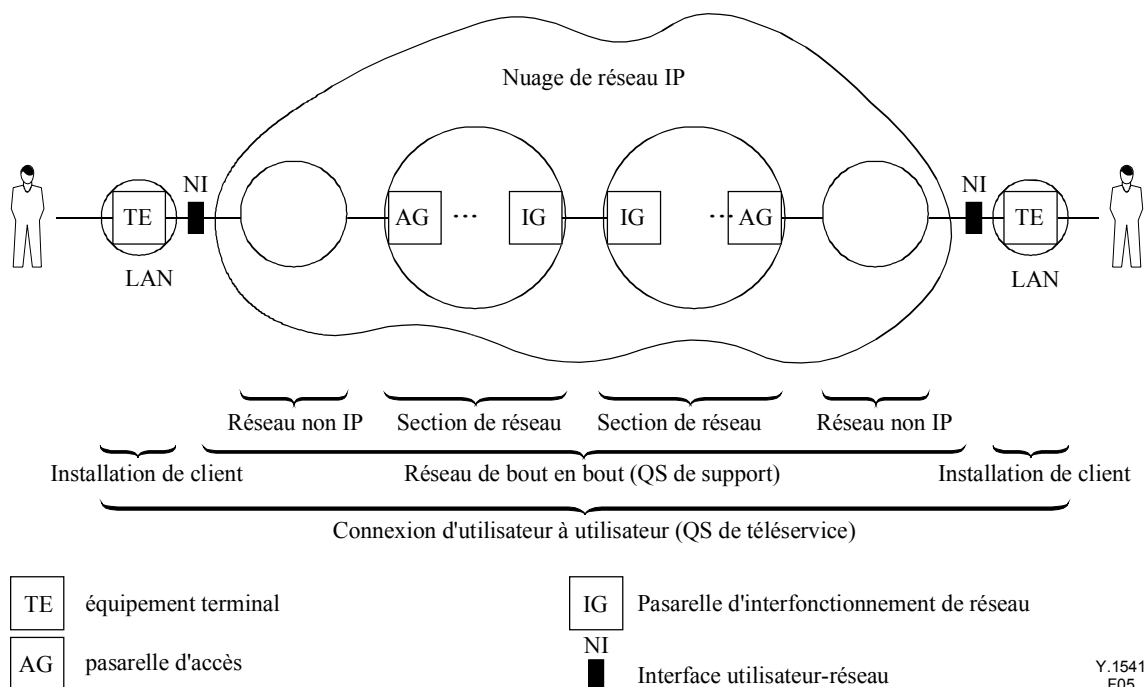 Nuage de réseau IP
NI
NI
TE
AG
...
IG
IG
...
AG
TE
LAN
LAN
Réseau non IP
Section de réseau
Section de réseau
Réseau non IP
Installation de client
Réseau de bout en bout (QS de support)
Installation de client
Connexion d'utilisateur à utilisateur (QS de téléservice)
TE
équipement terminal
IG
Pasarelle d'interfonctionnement de réseau
AG
pasarelle d'accès
NI
Interface utilisateur-réseau
Y.1541
F05